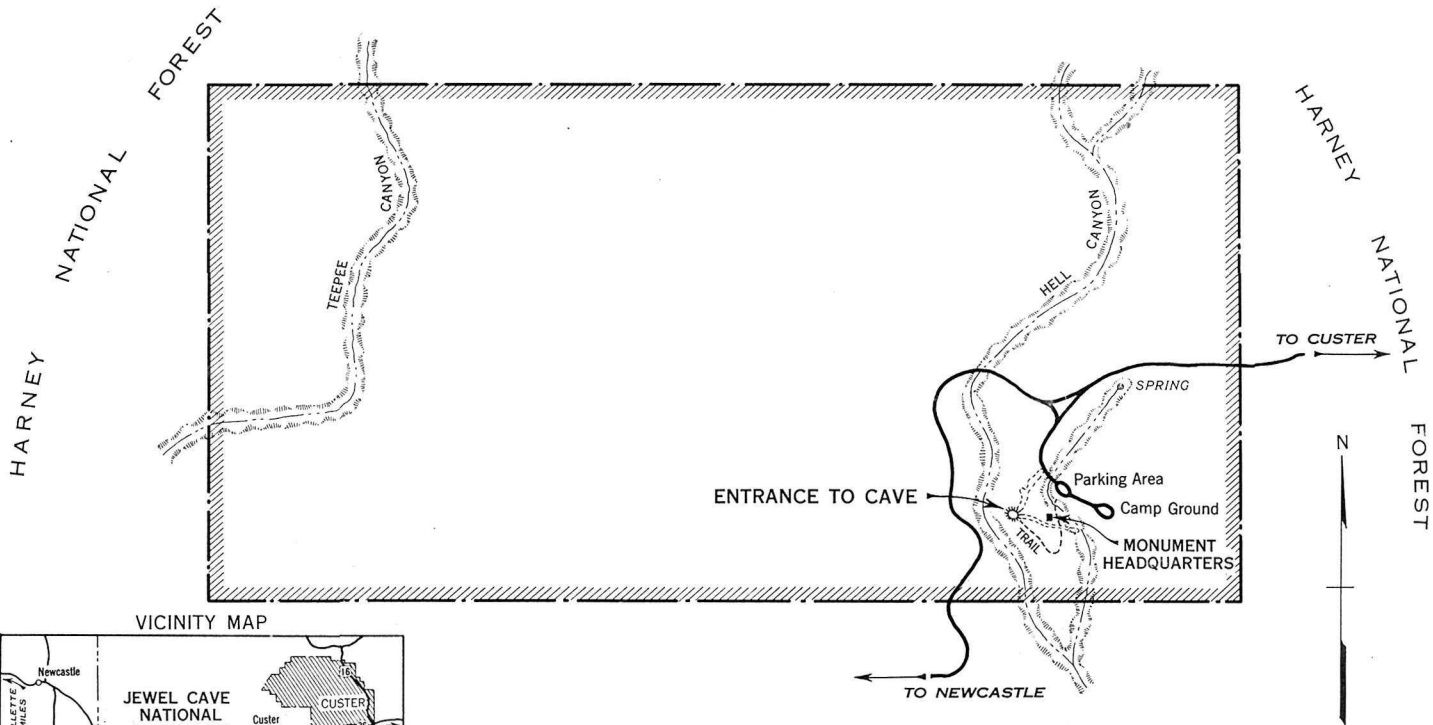 HARNEY NATIONAL FOREST
HARNEY NATIONAL FOREST
TEEPEE CANYON
HELL CANYON
TO CUSTER
SPRING
Parking Area
Camp Ground
ENTRANCE TO CAVE
TRAIL
MONUMENT
HEADQUARTERS
N
TO NEWCASTLE
VICINITY MAP
Newcastle
MILES
JEWEL CAVE
NATIONAL
16
CUSTER
Custer